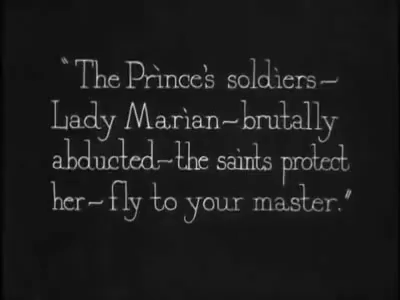 "The Prince's soldiers—
Lady Marian—brutally
abducted—the saints protect
her—fly to your master."